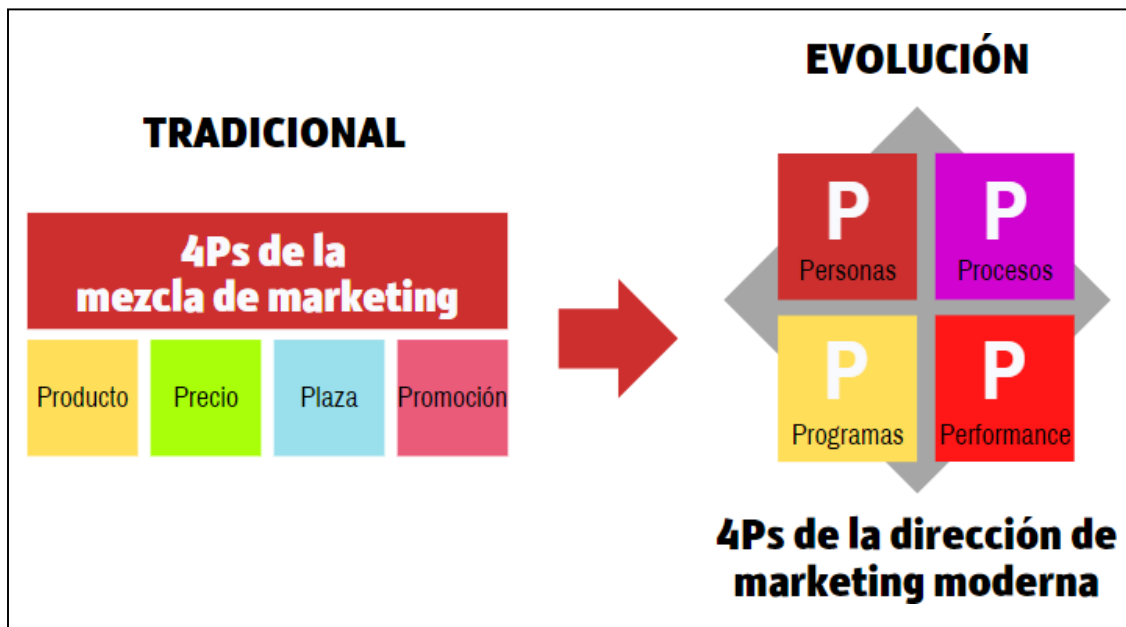 TRADICIONAL
4Ps de la
mezcla de marketing
Producto
Precio
Plaza
Promoción
EVOLUCIÓN
P
Personas
P
Procesos
P
Programas
P
Performance
4Ps de la dirección de
marketing moderna